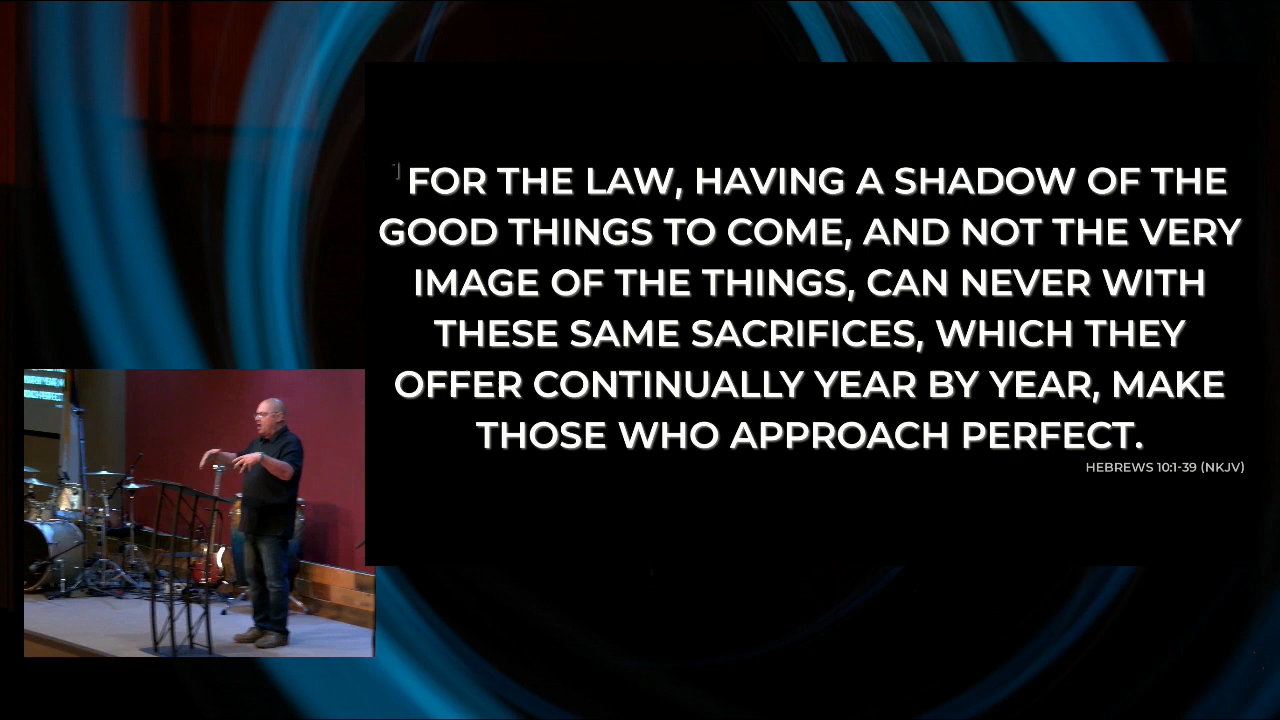 1 FOR THE LAW, HAVING A SHADOW OF THE
GOOD THINGS TO COME, AND NOT THE VERY
IMAGE OF THE THINGS, CAN NEVER WITH
THESE SAME SACRIFICES, WHICH THEY
OFFER CONTINUALLY YEAR BY YEAR, MAKE
THOSE WHO APPROACH PERFECT.
HEBREWS 10:1-39 (NKJV)